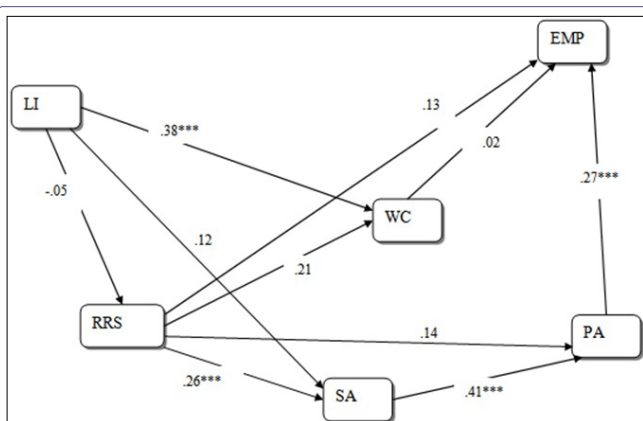 EMP
LI
.13
.38***
.02
.27***
-.05
WC
.12
.21
RRS
.14
PA
.26***
.41***
SA